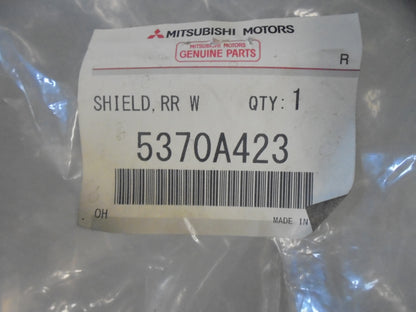 MITSUBISHI MOTORS
MITSUBISHI MOTORS
GENUINE PARTS
R
SHIELD, RR W QTY: 1
5370A423
OH MADE IN